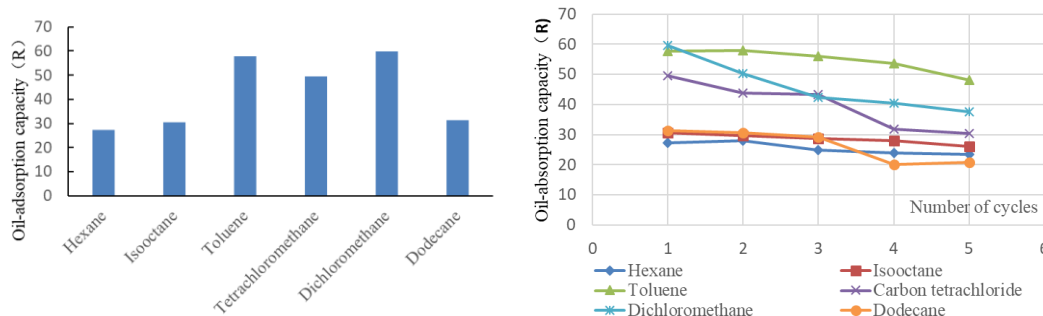 Oil-adsorption capacity（R）
70
60
50
40
30
20
10
0
Hexane
Isooctane
Toluene
Tetrachloromethane
Dichloromethane
Dodecane
Oil-absorption capacity（R)
70
60
50
40
30
20
10
0
Number of cycles
0 1 2 3 4 5 6
Hexane Isooctane
Toluene Carbon tetrachloride
Dichloromethane Dodecane